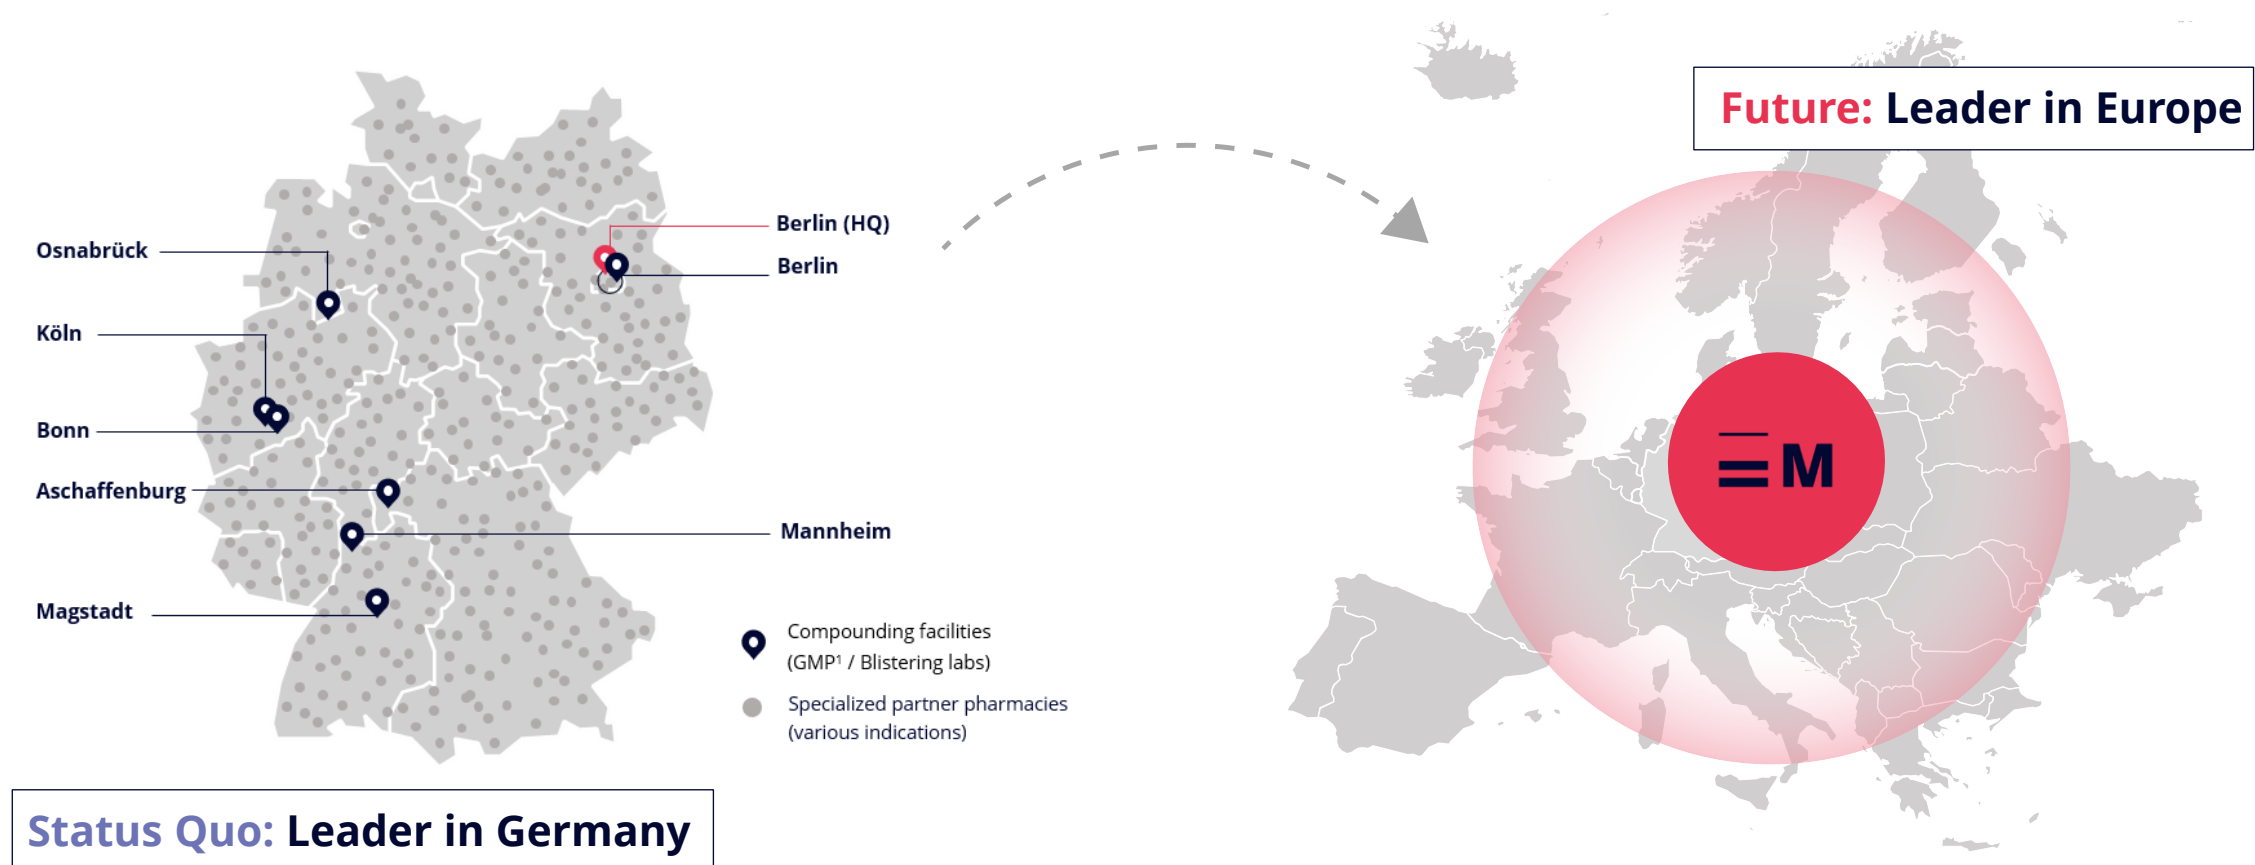 Future: Leader in Europe
Berlin (HQ)
Osnabrück
Berlin
Köln
Bonn
M
Aschaffenburg
Mannheim
Magstadt
Compounding facilities
(GMP¹ / Blistering labs)
Specialized partner pharmacies
(various indications)
Status Quo: Leader in Germany